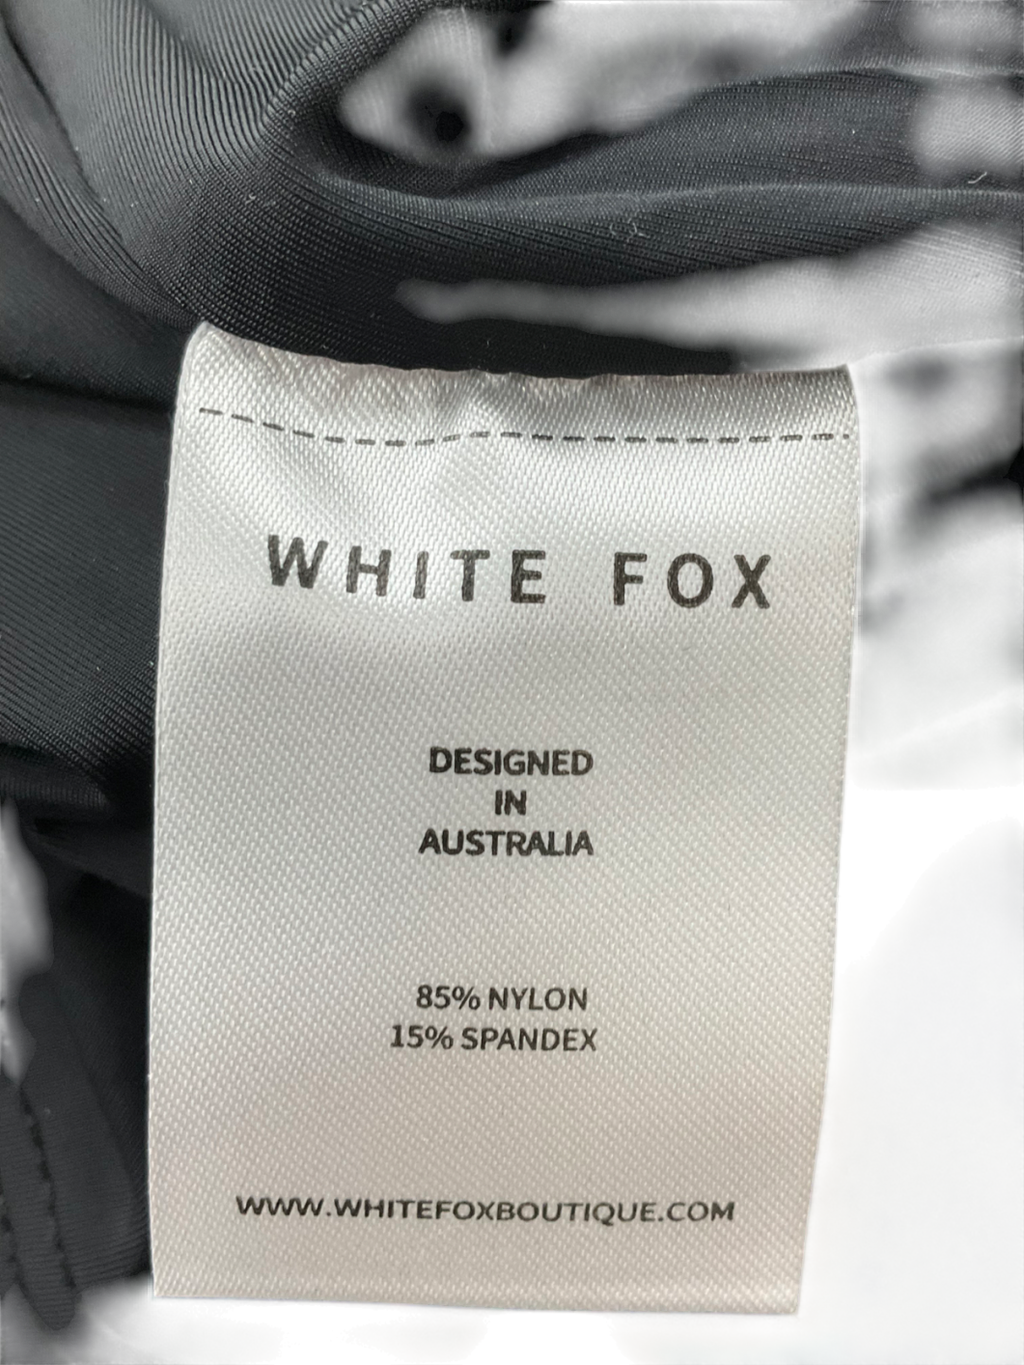 WHITE FOX
DESIGNED
IN
AUSTRALIA
85% NYLON
15% SPANDEX
WWW.WHITEFOXBOUTIQUE.COM